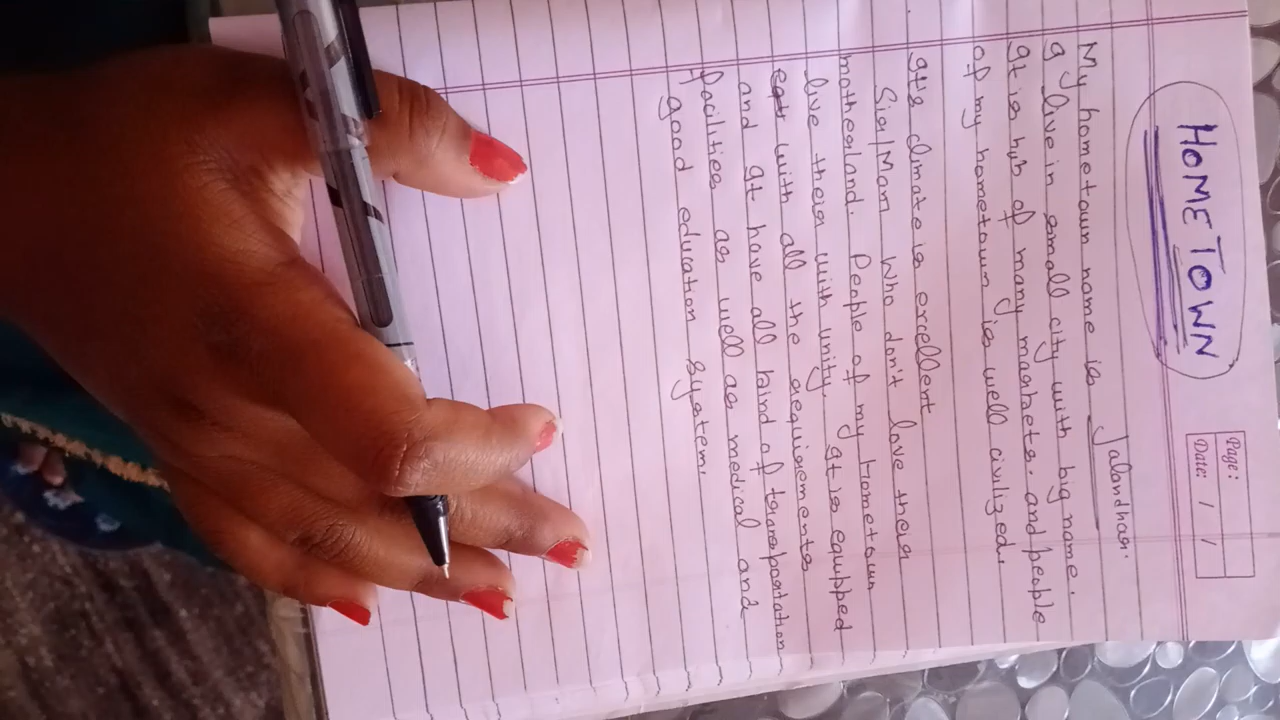 Page:
Date: / /
HOME TOWN
My hometown name is Jalandhar.
I live in small city with big name.
It is hub of many markets. and people
of my hometown is well civilized.
It's climate is excellent
Sir/Mam Who don't love their
motherland. People of my hometown
live their with unity. It is equipped
with all the requirements
and It have all kind of transportation
facilities as well as medical and
good education system.